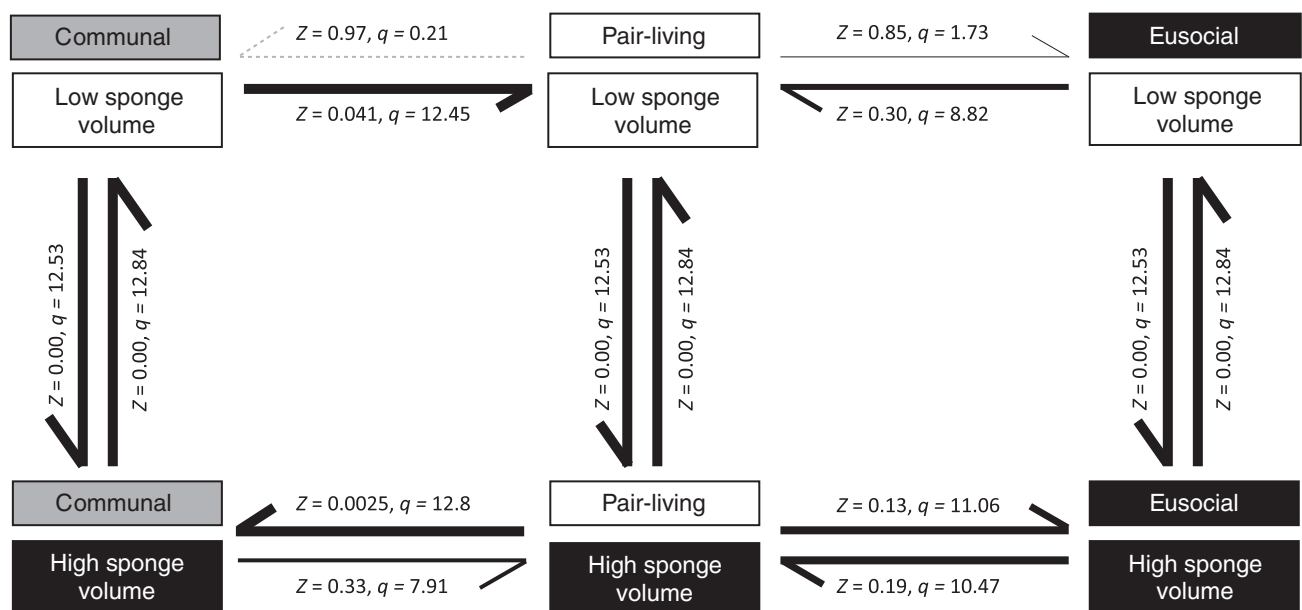 Communal
Z = 0.97, q = 0.21
Pair-living
Z = 0.85, q = 1.73
Eusocial
Low sponge
volume
Z = 0.041, q = 12.45
Low sponge
volume
Z = 0.30, q = 8.82
Low sponge
volume
Z = 0.00, q = 12.53
Z = 0.00, q = 12.84
Z = 0.00, q = 12.53
Z = 0.00, q = 12.84
Z = 0.00, q = 12.53
Z = 0.00, q = 12.84
Communal
Z = 0.0025, q = 12.8
Pair-living
Z = 0.13, q = 11.06
Eusocial
High sponge
volume
Z = 0.33, q = 7.91
High sponge
volume
Z = 0.19, q = 10.47
High sponge
volume